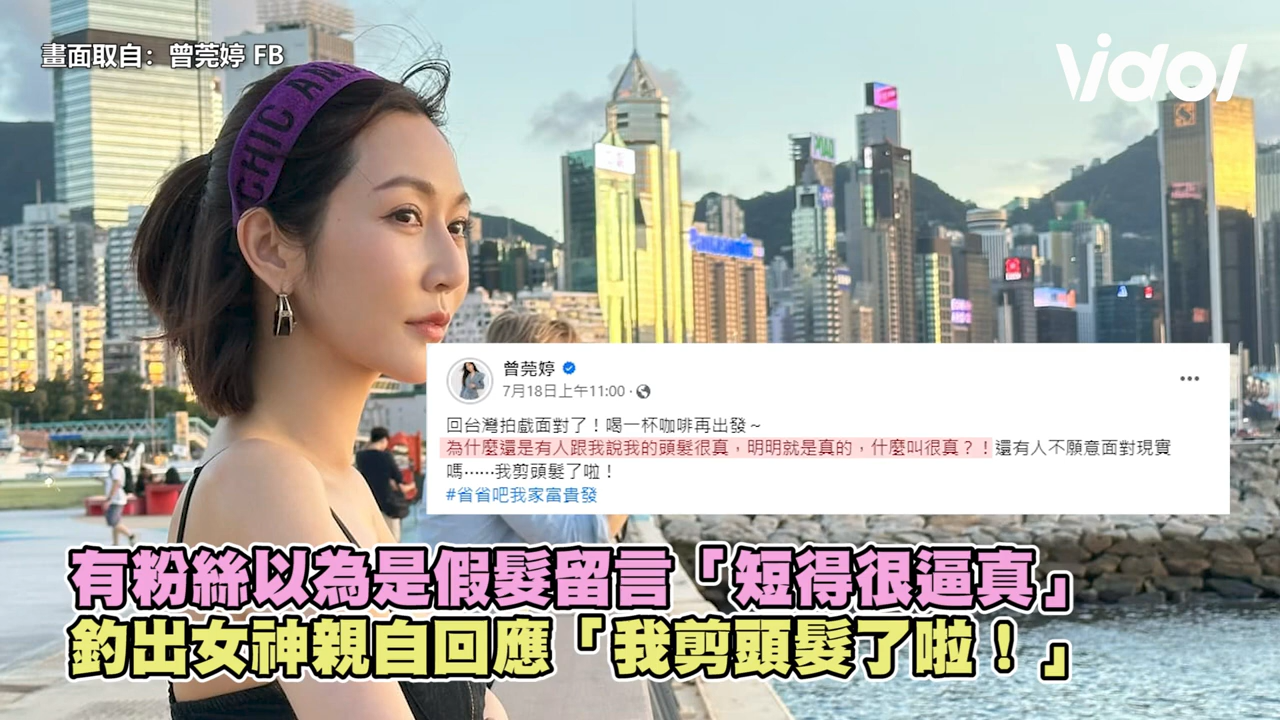 畫面取自：曾莞婷 FB
Vidol
CHIC AN
曾莞婷
7月18日上午11:00
回台灣拍戲面對了！喝一杯咖啡再出發～
為什麼還是有人跟我說我的頭髮很真，明明就是真的，什麼叫很真？！還有人不願意面對現實
嗎⋯⋯我剪頭髮了啦！
#省省吧我家富貴發
有粉絲以為是假髮留言「短得很逼真」
釣出女神親自回應「我剪頭髮了啦！」